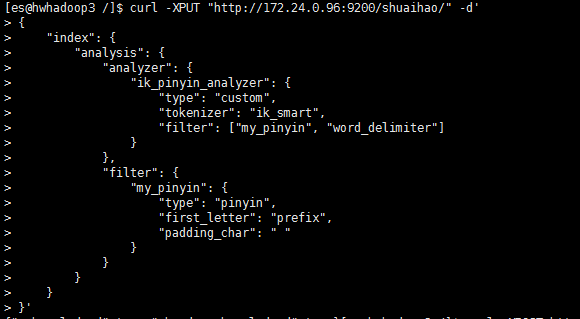 [es@hwhadoop3 /]$ curl -XPUT "http://172.24.0.96:9200/shuaihao/" -d'
> {
>     "index": {
>         "analysis": {
>             "analyzer": {
>                 "ik_pinyin_analyzer": {
>                     "type": "custom",
>                     "tokenizer": "ik_smart",
>                     "filter": ["my_pinyin", "word_delimiter"]
>                 }
>             },
>             "filter": {
>                 "my_pinyin": {
>                     "type": "pinyin",
>                     "first_letter": "prefix",
>                     "padding_char": " "
>                 }
>             }
>         }
>     }
> }'